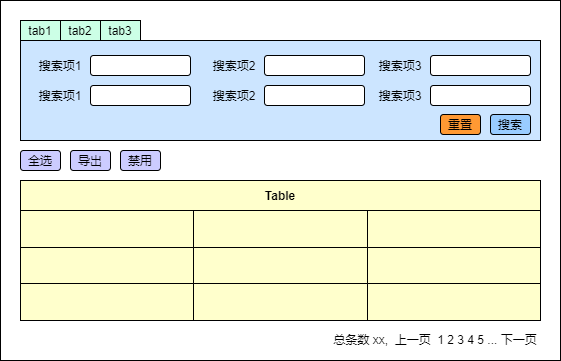 tab1 tab2 tab3
搜索项1 搜索项2 搜索项3
搜索项1 搜索项2 搜索项3
重置 搜索
全选 导出 禁用
Table
总条数 xx, 上一页 1 2 3 4 5 ... 下一页